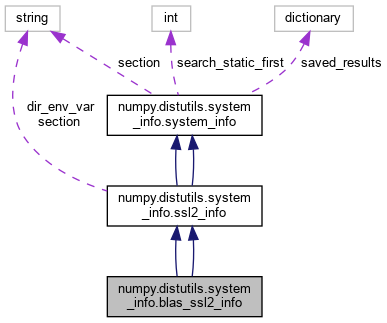 string
int
dictionary
section
search_static_first
saved_results
dir_env_var
section
numpy.distutils.system
_info.system_info
numpy.distutils.system
_info.ssl2_info
numpy.distutils.system
_info.blas_ssl2_info